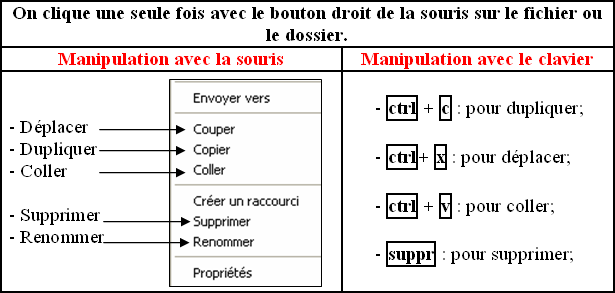 On clique une seule fois avec le bouton droit de la souris sur le fichier ou
le dossier.
Manipulation avec la souris
- Déplacer
- Dupliquer
- Coller
- Supprimer
- Renommer
Envoyer vers
Couper
Copier
Coller
Créer un raccourci
Supprimer
Renommer
Propriétés
Manipulation avec le clavier
- ctrl + c : pour dupliquer;
- ctrl+ x : pour déplacer;
- ctrl + v : pour coller;
- suppr : pour supprimer;